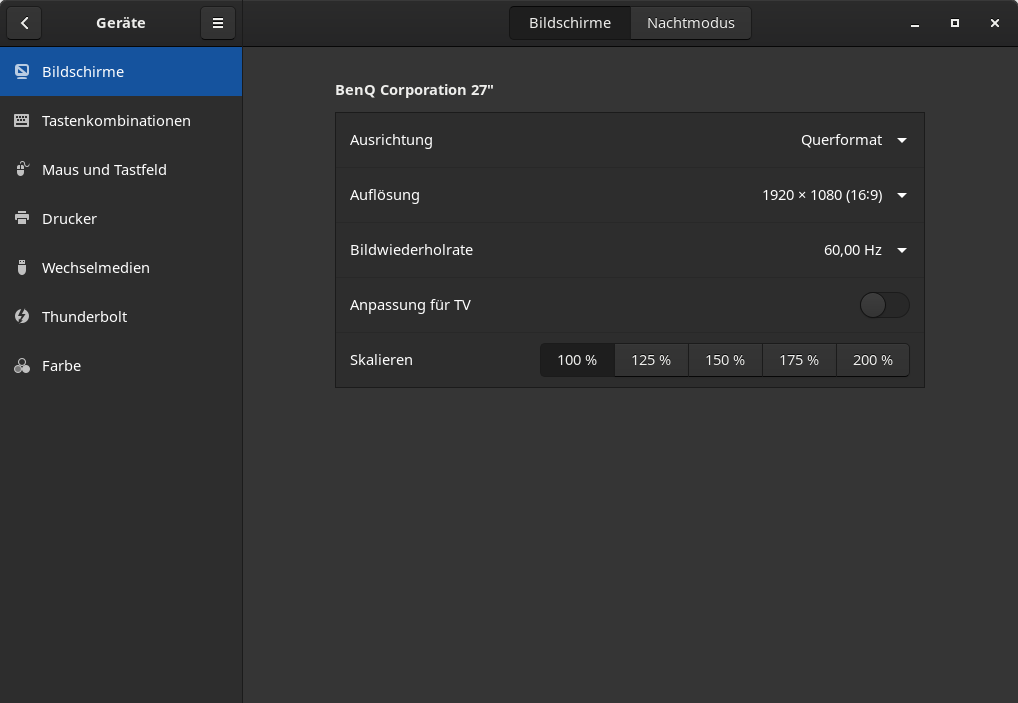 Geräte
Bildschirme Nachtmodus
Bildschirme
Tastenkombinationen
Maus und Tastfeld
Drucker
Wechselmedien
Thunderbolt
Farbe
BenQ Corporation 27"
Ausrichtung Querformat
Auflösung 1920 × 1080 (16∶9)
Bildwiederholrate 60,00 Hz
Anpassung für TV
Skalieren 100 % 125 % 150 % 175 % 200 %